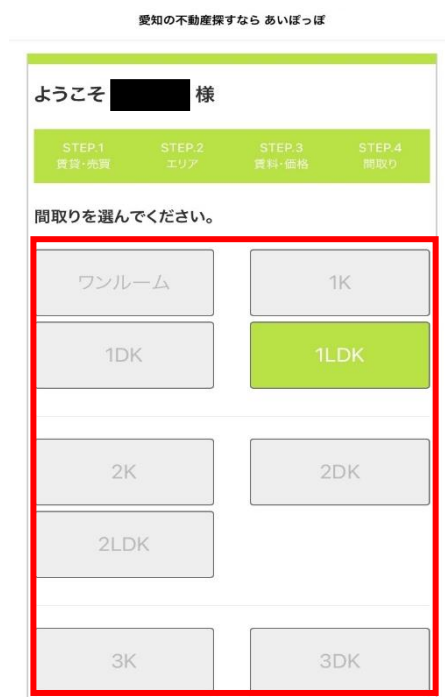 愛知の不動産探すなら あいぽっぽ
ようこそ 様
STEP.1 STEP.2 STEP.3 STEP.4
賃貸・売買 エリア 賃料・価格 間取り
間取りを選んでください。
ワンルーム 1K
1DK 1LDK
2K 2DK
2LDK
3K 3DK